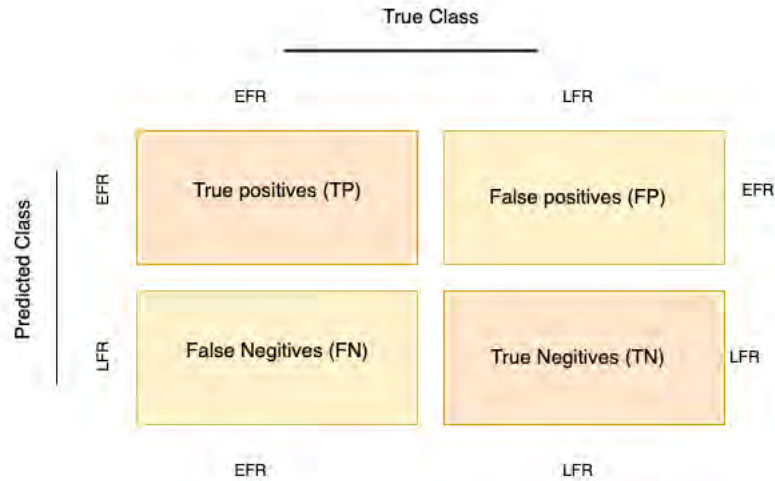 True Class
EFR LFR
EFR
True positives (TP)
False positives (FP)
EFR
Predicted Class
LFR
False Negitives (FN)
True Negitives (TN)
LFR
EFR LFR